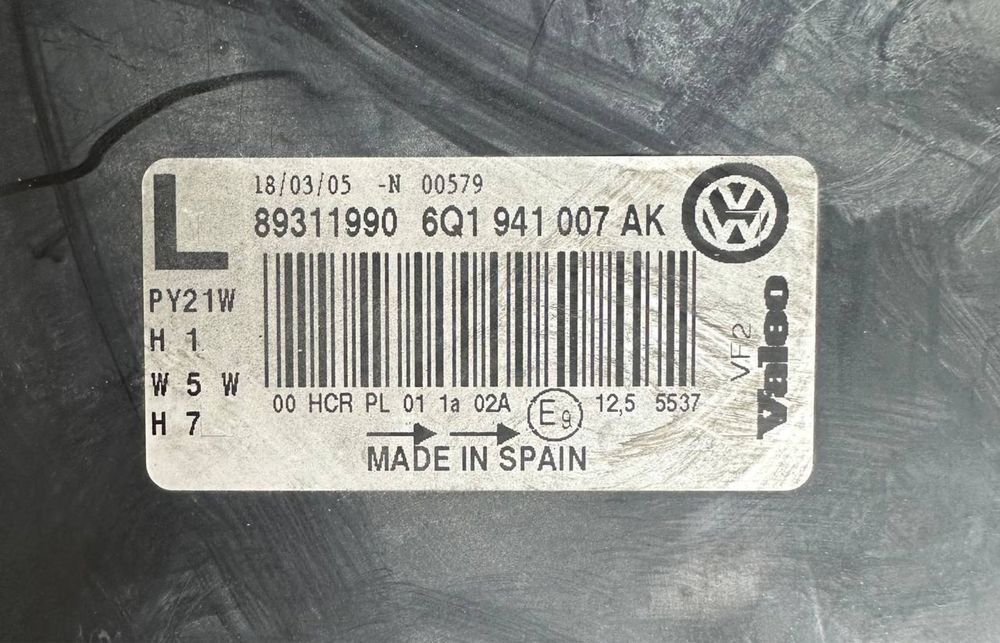 L
18/03/05 -N 00579
89311990 6Q1 941 007 AK
PY21W
H 1
W 5 W
H 7
00 HCR PL 01 1a 02A E9 12,5 5537
MADE IN SPAIN
VF2
Valeo
VW